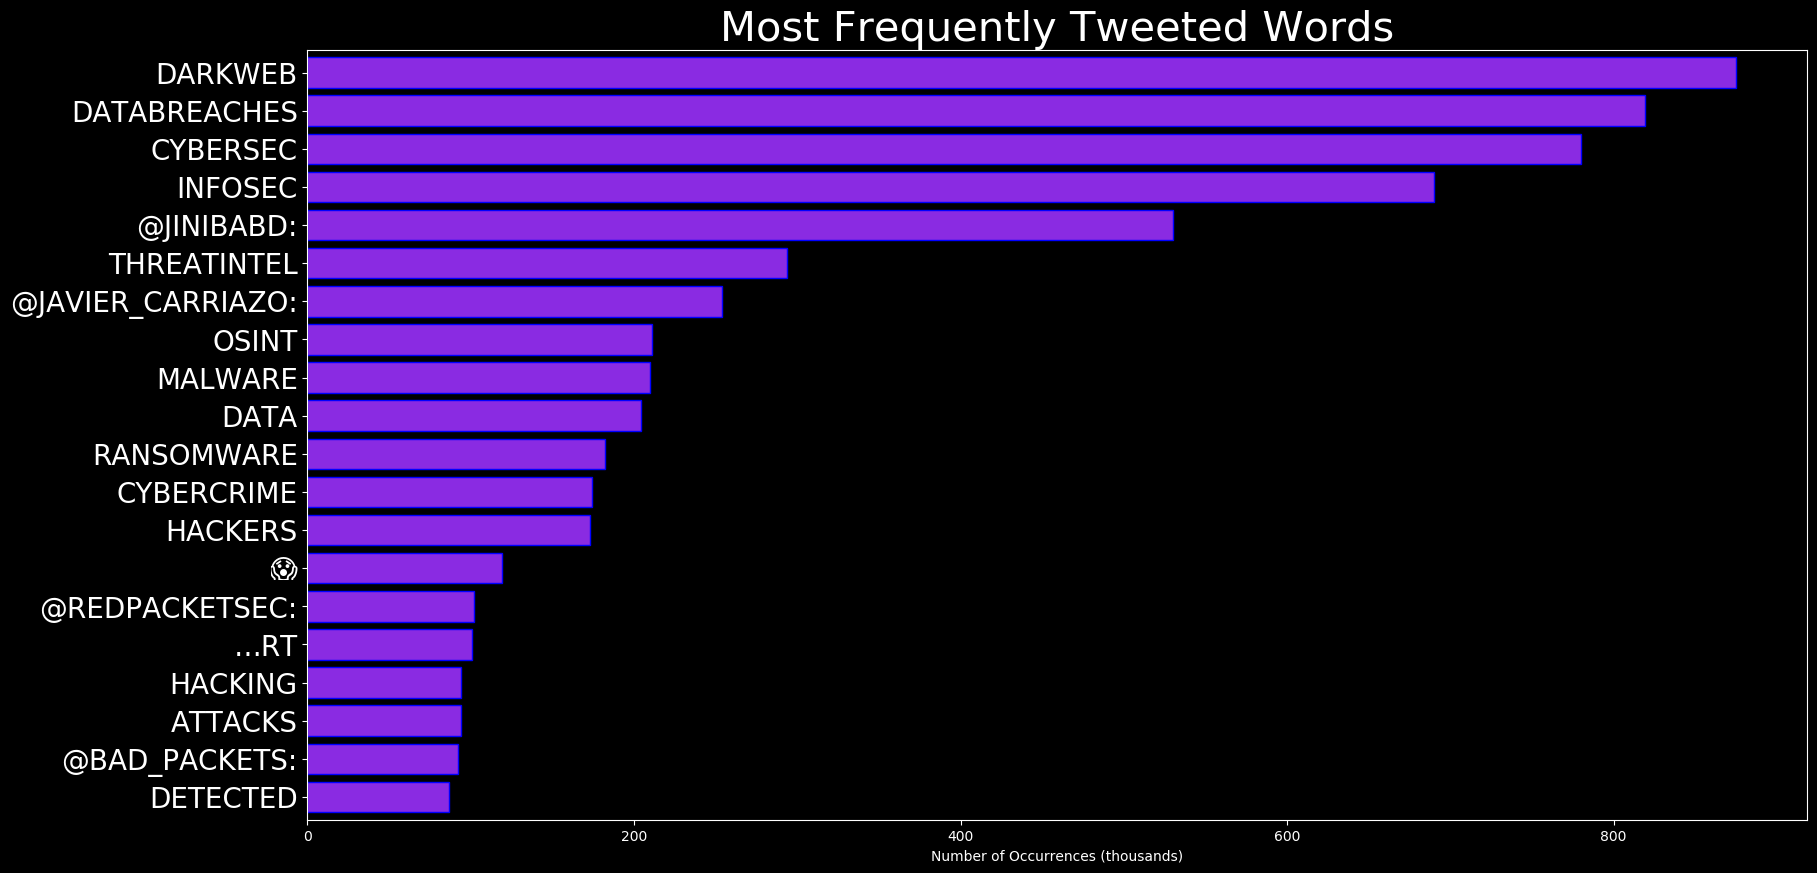 Most Frequently Tweeted Words
DARKWEB
DATABREACHES
CYBERSEC
INFOSEC
@JINIBABD:
THREATINTEL
@JAVIER_CARRIAZO:
OSINT
MALWARE
DATA
RANSOMWARE
CYBERCRIME
HACKERS
😱
@REDPACKETSEC:
…RT
HACKING
ATTACKS
@BAD_PACKETS:
DETECTED
0 200 400 600 800
Number of Occurrences (thousands)